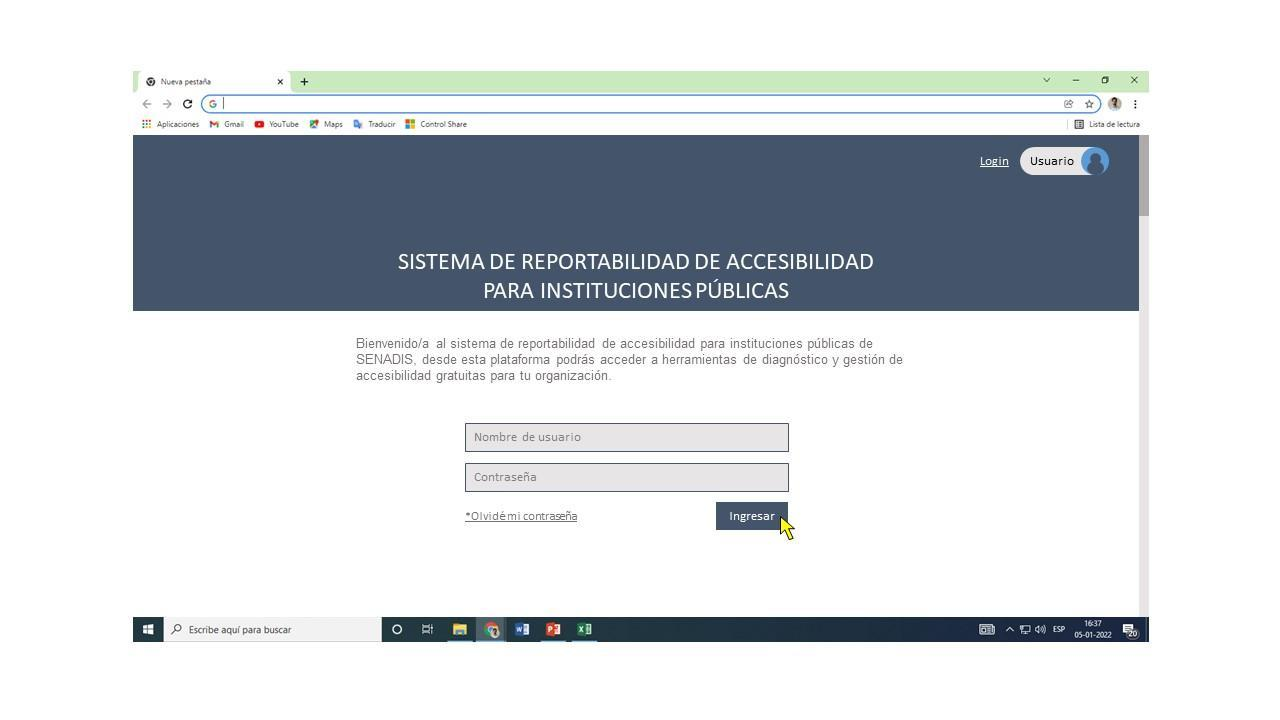 Nueva pestaña
Aplicaciones Gmail YouTube Maps Traducir Control Share Lista de lectura
Login Usuario
SISTEMA DE REPORTABILIDAD DE ACCESIBILIDAD
PARA INSTITUCIONES PÚBLICAS
Bienvenido/a al sistema de reportabilidad de accesibilidad para instituciones públicas de
SENADIS, desde esta plataforma podrás acceder a herramientas de diagnóstico y gestión de
accesibilidad gratuitas para tu organización.
Nombre de usuario
Contraseña
*Olvidé mi contraseña Ingresar
Escribe aquí para buscar ESP 16:37
05-01-2022 20